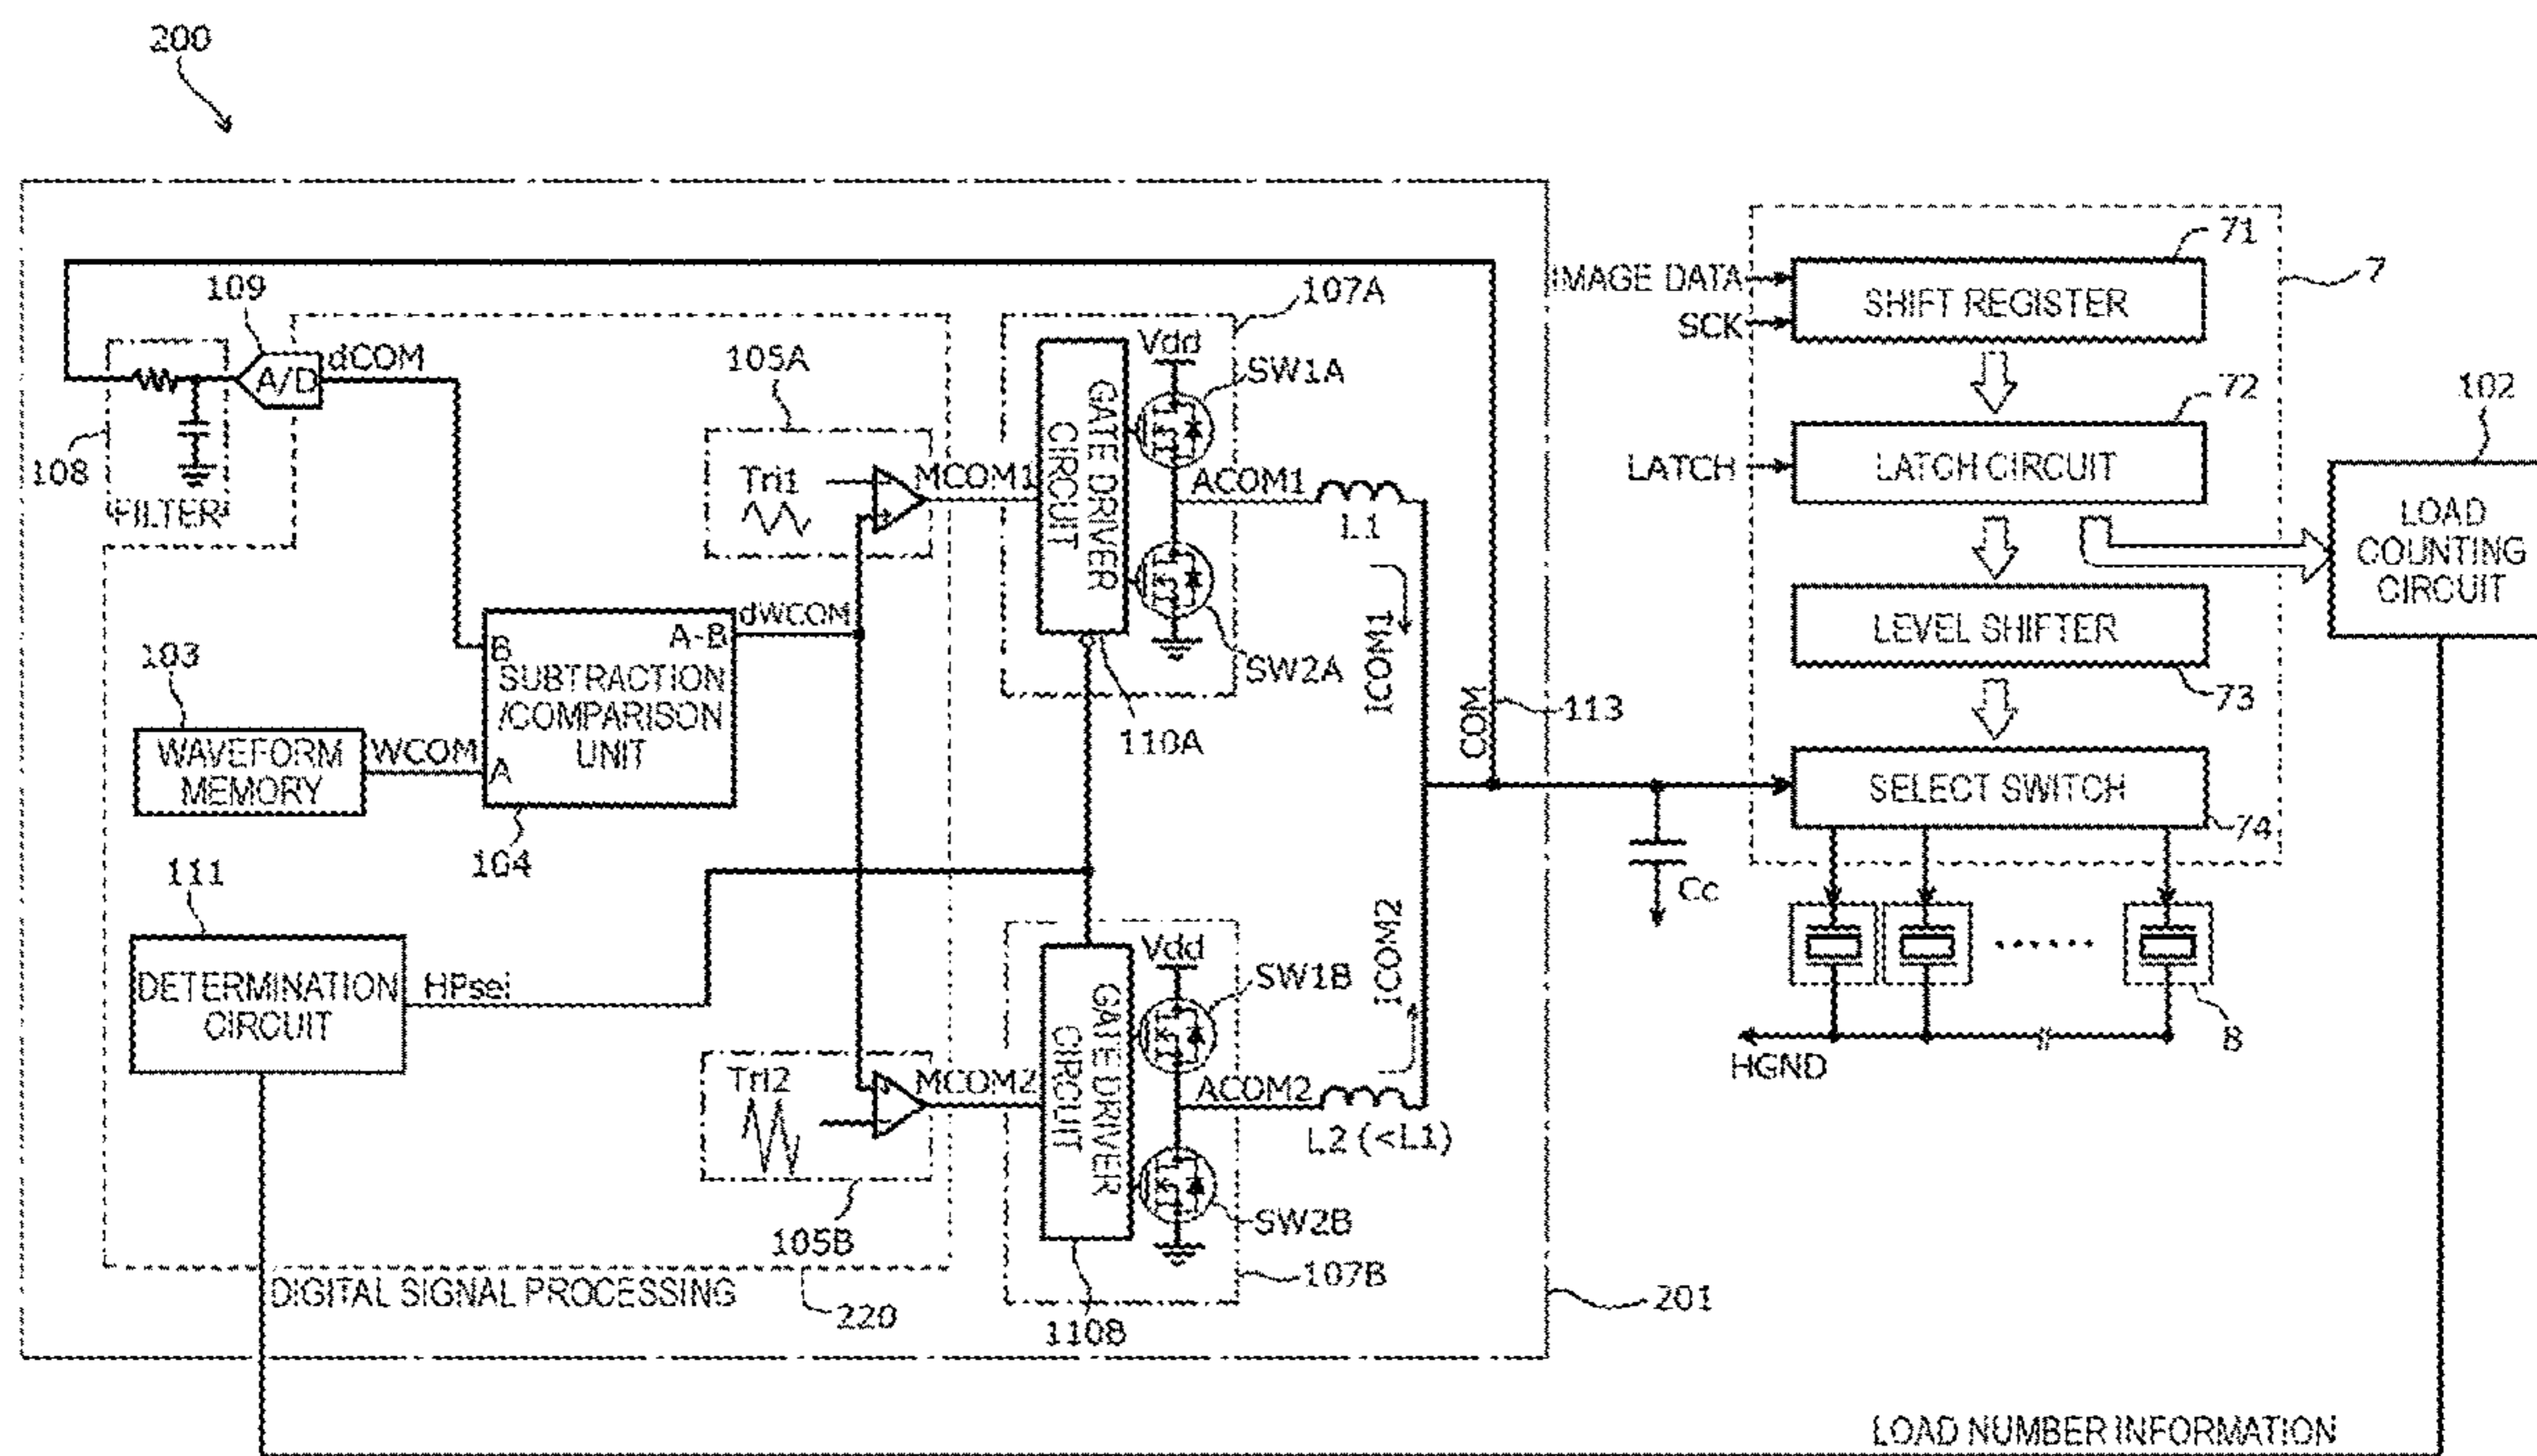 200
109
dCOM
A/D
108
FILTER
105A
Tri1
MCOM1
GATE DRIVER
CIRCUIT
107A
Vdd
SW1A
ACOM1
L1
SW2A
110A
ICOM1
COM
113
103
WAVEFORM
MEMORY
WCOM
B
A-B
SUBTRACTION
/COMPARISON
UNIT
A
104
dWCOM
111
DETERMINATION
CIRCUIT
Tri2
MCOM2
105B
GATE DRIVER
CIRCUIT
Vdd
SW1B
ACOM2
L2 (<L1)
ICOM2
SW2B
107B
110B
DIGITAL SIGNAL PROCESSING
220
201
IMAGE DATA
SCK
SHIFT REGISTER
71
7
LATCH
LATCH CIRCUIT
72
102
LOAD
COUNTING
CIRCUIT
LEVEL SHIFTER
73
SELECT SWITCH
74
Cc
HGND
8
LOAD NUMBER INFORMATION